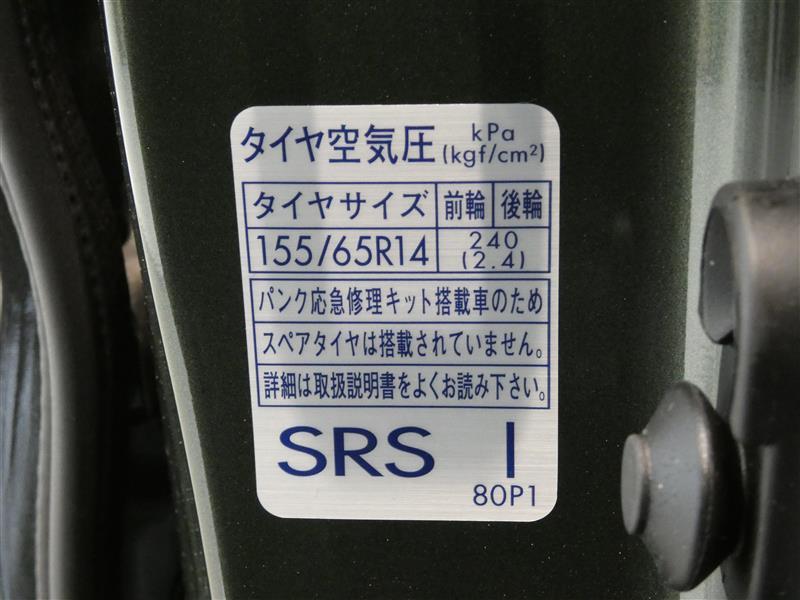 タイヤ空気圧 kPa (kgf/cm²)
タイヤサイズ 前輪 後輪
155/65R14 240 (2.4)
パンク応急修理キット搭載車のため
スペアタイヤは搭載されていません。
詳細は取扱説明書をよくお読み下さい。
SRS I
80P1